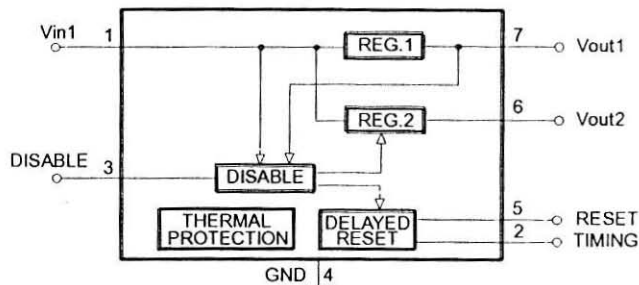 Vin1 1 REG.1 7 Vout1
REG.2 6 Vout2
DISABLE 3 DISABLE
THERMAL
PROTECTION
DELAYED
RESET
5 RESET
2 TIMING
GND 4